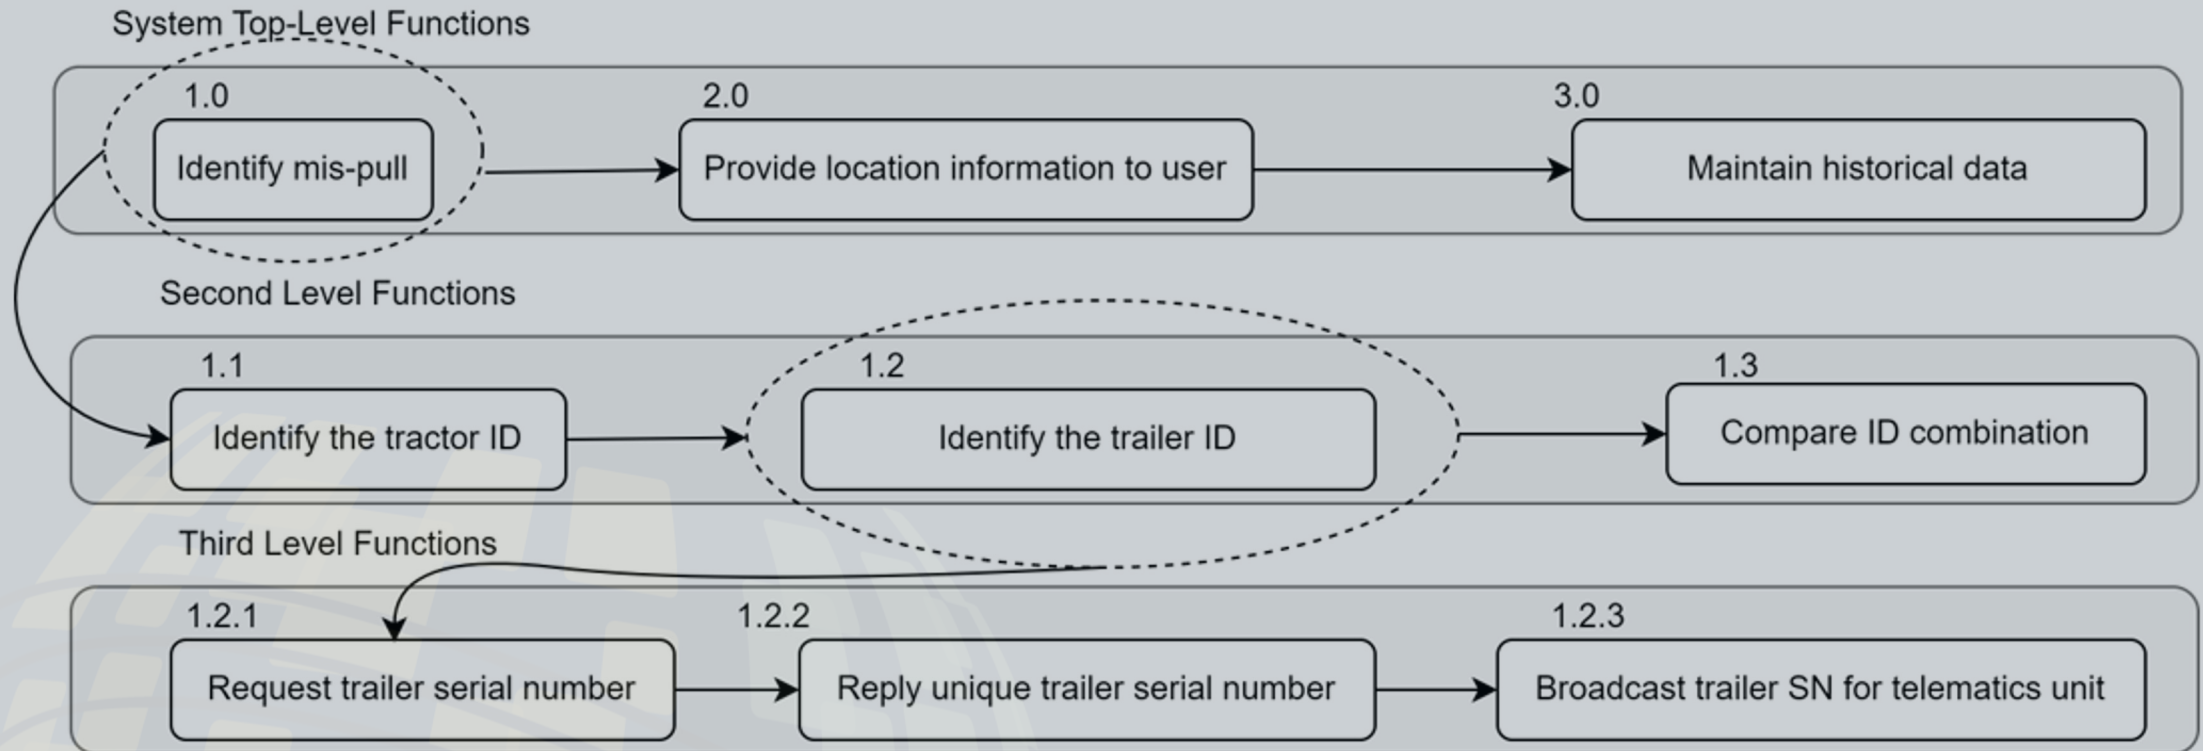 System Top-Level Functions
1.0
2.0
3.0
Identify mis-pull
Provide location information to user
Maintain historical data
Second Level Functions
1.1
1.2
1.3
Identify the tractor ID
Identify the trailer ID
Compare ID combination
Third Level Functions
1.2.1
1.2.2
1.2.3
Request trailer serial number
Reply unique trailer serial number
Broadcast trailer SN for telematics unit